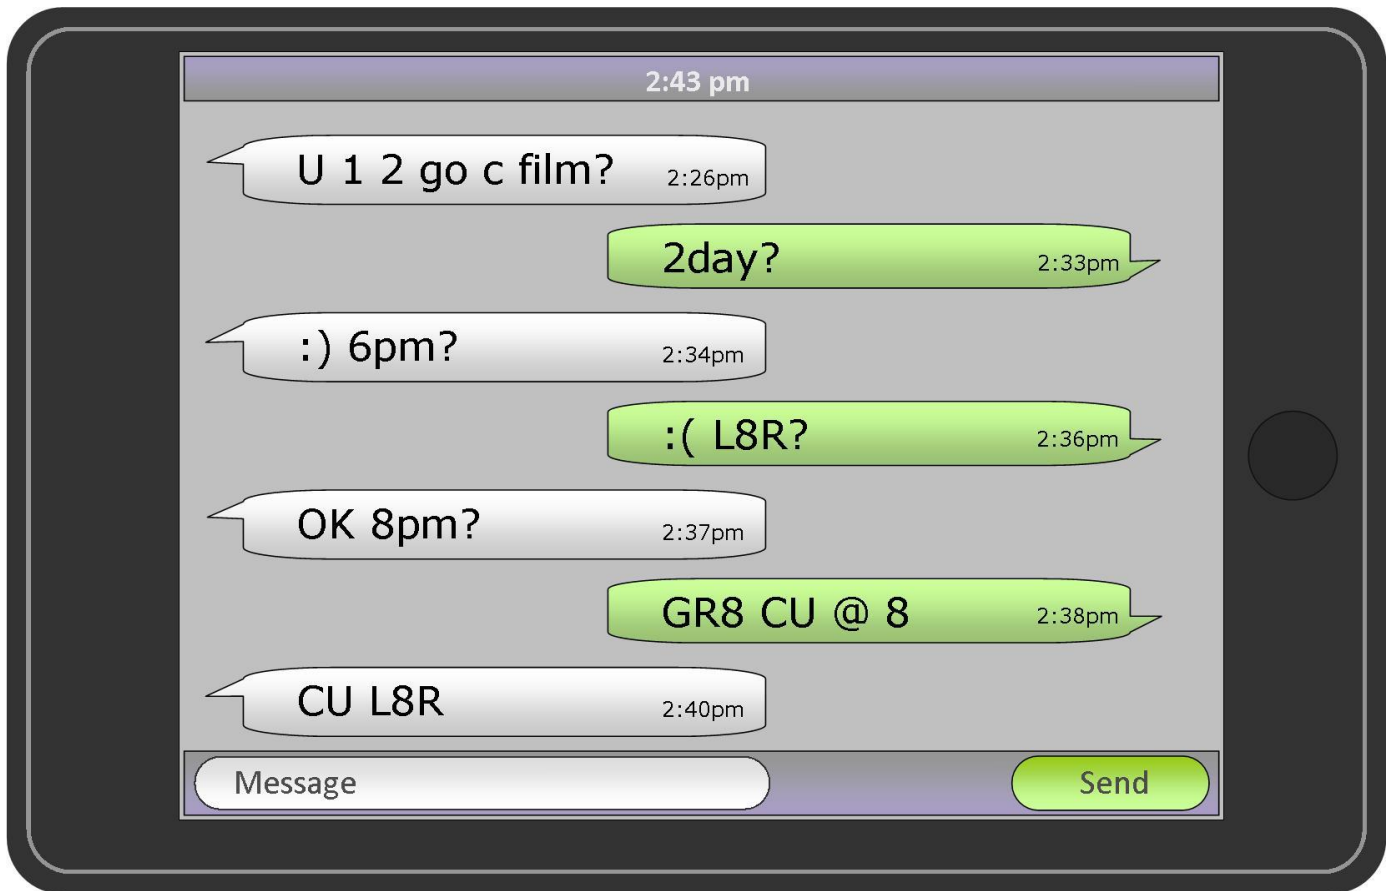 2:43 pm
U 1 2 go c film? 2:26pm
2day? 2:33pm
:) 6pm? 2:34pm
:( L8R? 2:36pm
OK 8pm? 2:37pm
GR8 CU @ 8 2:38pm
CU L8R 2:40pm
Message Send